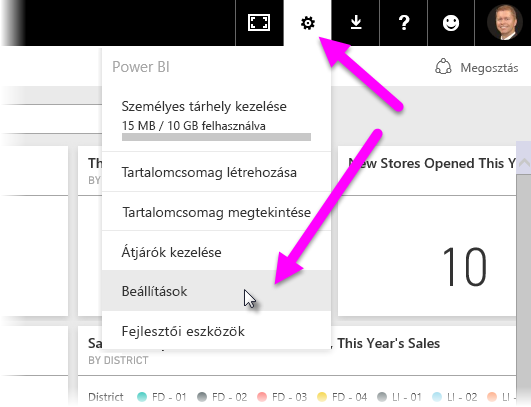 ?
Power BI
Megosztás
Személyes tárhely kezelése
15 MB / 10 GB felhasználva
Tartalomcsomag létrehozása
Tartalomcsomag megtekintése
Átjárók kezelése
Beállítások
Fejlesztői eszközök
Th
BY
New Stores Opened This Y
10
Sa
, This Year's Sales
BY DISTRICT
District FD - 01 FD - 02 FD - 03 FD - 04 LI - 01 LI - 02 LI -